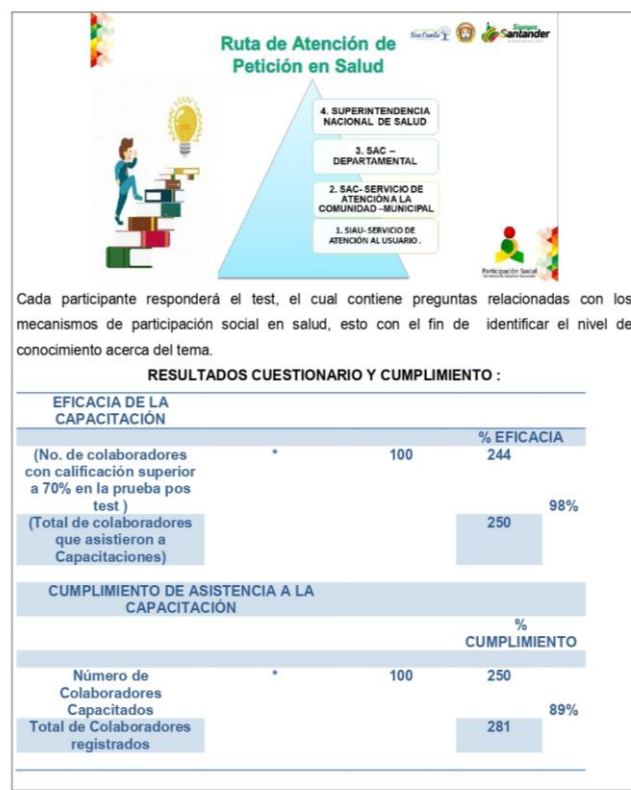 Ruta de Atención de
Petición en Salud
Siempre
Santander
4. SUPERINTENDENCIA
NACIONAL DE SALUD
3. SAC –
DEPARTAMENTAL
2. SAC- SERVICIO DE
ATENCIÓN A LA
COMUNIDAD –MUNICIPAL
1. SIAU- SERVICIO DE
ATENCIÓN AL USUARIO .
Participación Social
Cada participante responderá el test, el cual contiene preguntas relacionadas con los
mecanismos de participación social en salud, esto con el fin de identificar el nivel de
conocimiento acerca del tema.
RESULTADOS CUESTIONARIO Y CUMPLIMIENTO :
EFICACIA DE LA
CAPACITACIÓN
% EFICACIA
(No. de colaboradores * 100 244
con calificación superior
a 70% en la prueba pos
test ) 98%
(Total de colaboradores 250
que asistieron a
Capacitaciones)
CUMPLIMIENTO DE ASISTENCIA A LA
CAPACITACIÓN
%
CUMPLIMIENTO
Número de * 100 250
Colaboradores
Capacitados 89%
Total de Colaboradores 281
registrados